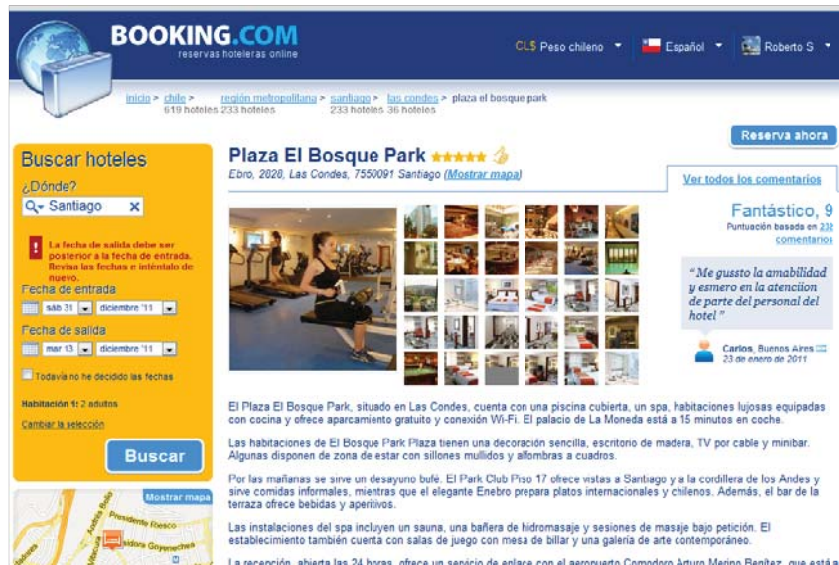 BOOKING.COM
reservas hoteleras online
CL$ Peso chileno
Español
Roberto S
inicio > chile > región metropolitana > santiago > las condes > plaza el bosque park
619 hoteles 233 hoteles 233 hoteles 36 hoteles
Reserva ahora
Buscar hoteles
¿Dónde?
Santiago
La fecha de salida debe ser
posterior a la fecha de entrada.
Revisa las fechas e inténtalo de
nuevo.
Fecha de entrada
sáb 31 diciembre '11
Fecha de salida
mar 13 diciembre '11
Todavía no he decidido las fechas
Habitación 1: 2 adultos
Cambiar la selección
Buscar
Mostrar mapa
Presidente Riesco
Isidora Goyenechea
Plaza El Bosque Park
Ebro, 2828, Las Condes, 7550091 Santiago (Mostrar mapa)
Ver todos los comentarios
Fantástico, 9
Puntuación basada en
comentarios
"Me gussto la amabilidad
y esmero en la atenciion
de parte del personal del
hotel"
Carlos, Buenos Aires
23 de enero de 2011
El Plaza El Bosque Park, situado en Las Condes, cuenta con una piscina cubierta, un spa, habitaciones lujosas equipadas
con cocina y ofrece aparcamiento gratuito y conexión Wi-Fi. El palacio de La Moneda está a 15 minutos en coche.
Las habitaciones de El Bosque Park Plaza tienen una decoración sencilla, escritorio de madera, TV por cable y minibar.
Algunas disponen de zona de estar con sillones mullidos y alfombras a cuadros.
Por las mañanas se sirve un desayuno bufé. El Park Club Piso 17 ofrece vistas a Santiago y a la cordillera de los Andes y
sirve comidas informales, mientras que el elegante Enebro prepara platos internacionales y chilenos. Además, el bar de la
terraza ofrece bebidas y aperitivos.
Las instalaciones del spa incluyen un sauna, una bañera de hidromasaje y sesiones de masaje bajo petición. El
establecimiento también cuenta con salas de juego con mesa de billar y una galería de arte contemporáneo.
La recepción, abierta las 24 horas, ofrece un servicio de enlace con el aeropuerto Comodoro Arturo Merino Benítez, que está a